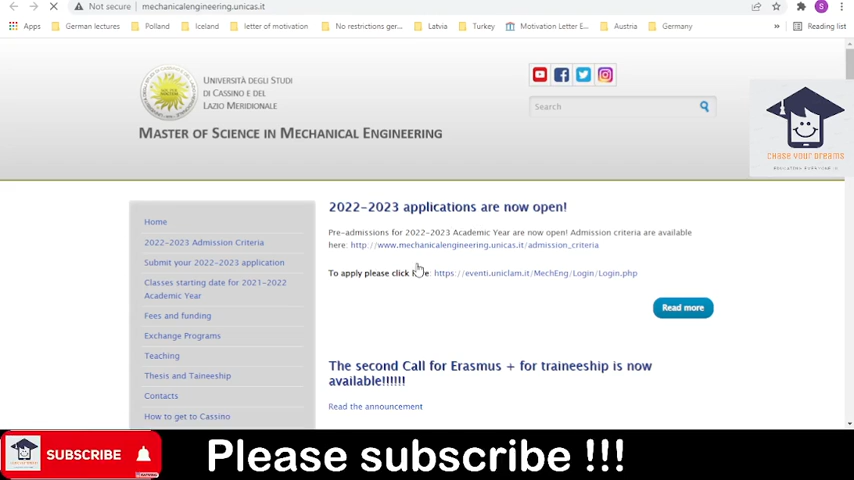 Not secure | mechanicalengineering.unicas.it
Apps German lectures Poland Iceland letter of motivation No restrictions ger... Latvia Turkey Motivation Letter E... Austria Germany » Reading list
S
UNIVERSITÀ DEGLI STUDI
DI CASSINO E DEL
LAZIO MERIDIONALE
MASTER OF SCIENCE IN MECHANICAL ENGINEERING
Search
CHASE YOUR DREAMS
Home
2022-2023 Admission Criteria
Submit your 2022-2023 application
Classes starting date for 2021-2022
Academic Year
Fees and funding
Exchange Programs
Teaching
Thesis and Taineeship
Contacts
How to get to Cassino
2022-2023 applications are now open!
Pre-admissions for 2022-2023 Academic Year are now open! Admission criteria are available
here: http://www.mechanicalengineering.unicas.it/admission_criteria
To apply please click here: https://eventi.uniclam.it/MechEng/Login/Login.php
Read more
The second Call for Erasmus + for traineeship is now
available!!!!!!
Read the announcement
SUBSCRIBE
Please subscribe !!!